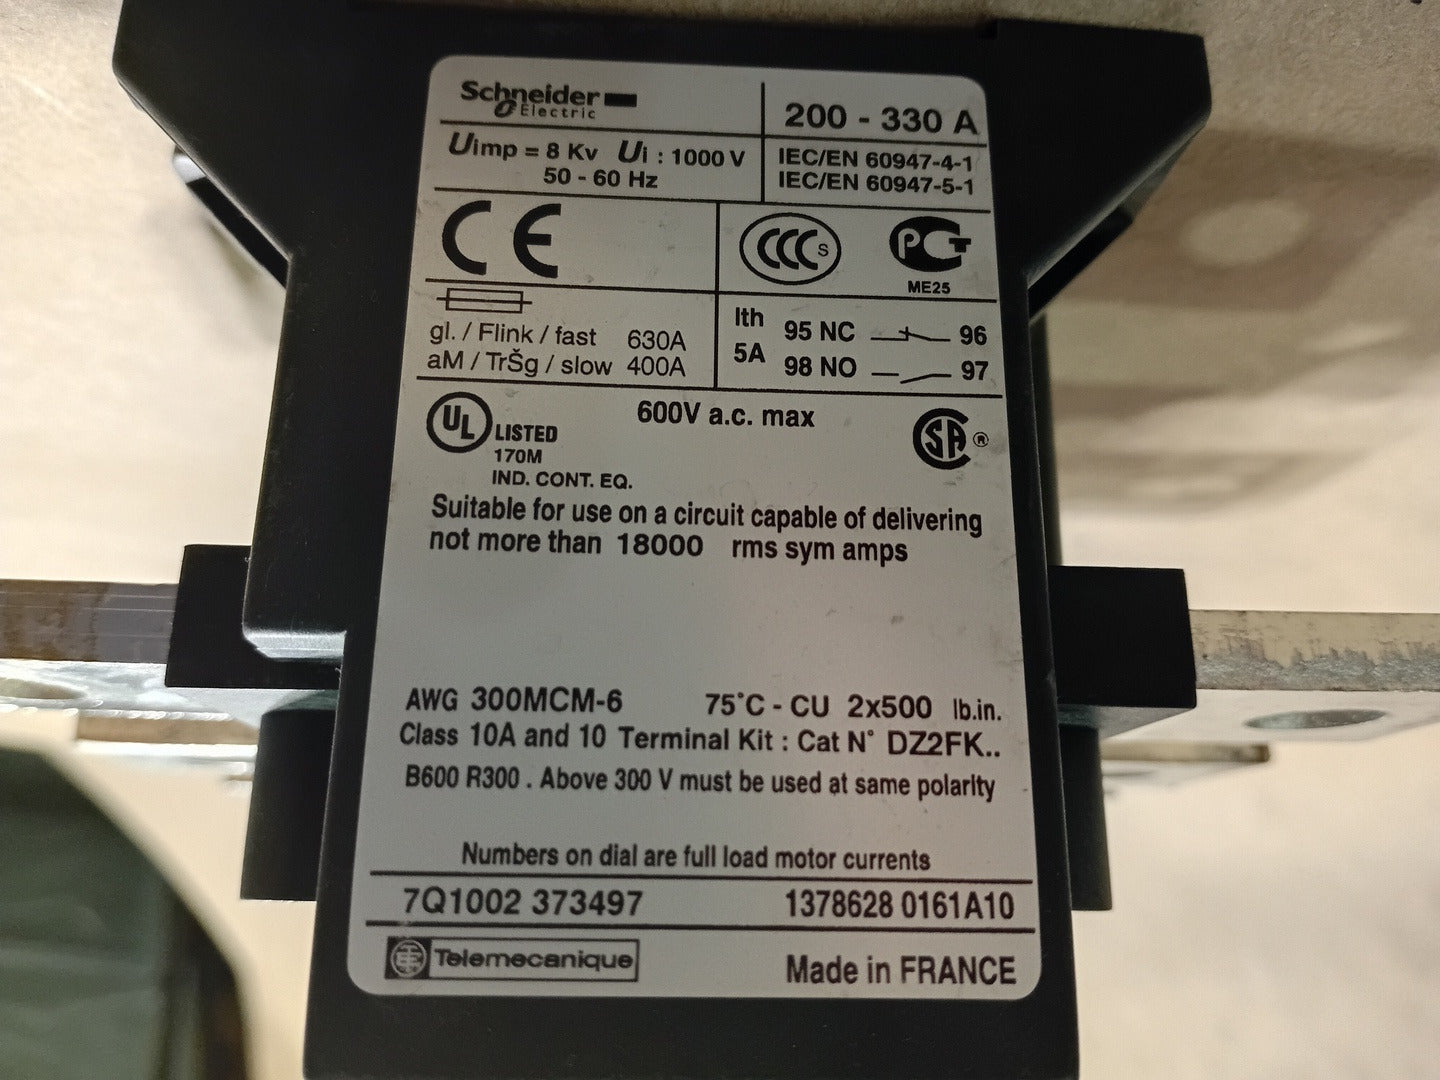 Schneider
Electric
200 - 330 A
Uimp = 8 Kv Ui : 1000 V
50 - 60 Hz
IEC/EN 60947-4-1
IEC/EN 60947-5-1
CE
CCC S
PCT
ME25
gl. / Flink / fast 630A
aM / TrŠg / slow 400A
Ith
5A
95 NC 96
98 NO 97
UL LISTED
170M
IND. CONT. EQ.
600V a.c. max
SA ®
Suitable for use on a circuit capable of delivering
not more than 18000 rms sym amps
AWG 300MCM-6 75°C - CU 2x500 lb.in.
Class 10A and 10 Terminal Kit : Cat N° DZ2FK..
B600 R300 . Above 300 V must be used at same polarity
Numbers on dial are full load motor currents
7Q1002 373497 1378628 0161A10
Telemecanique
Made in FRANCE